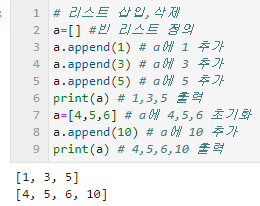 1 # 리스트 삽입,삭제
2 a=[] #빈 리스트 정의
3 a.append(1) # a에 1 추가
4 a.append(3) # a에 3 추가
5 a.append(5) # a에 5 추가
6 print(a) # 1,3,5 출력
7 a=[4,5,6] # a에 4,5,6 초기화
8 a.append(10) # a에 10 추가
9 print(a) # 4,5,6,10 출력
[1, 3, 5]
[4, 5, 6, 10]